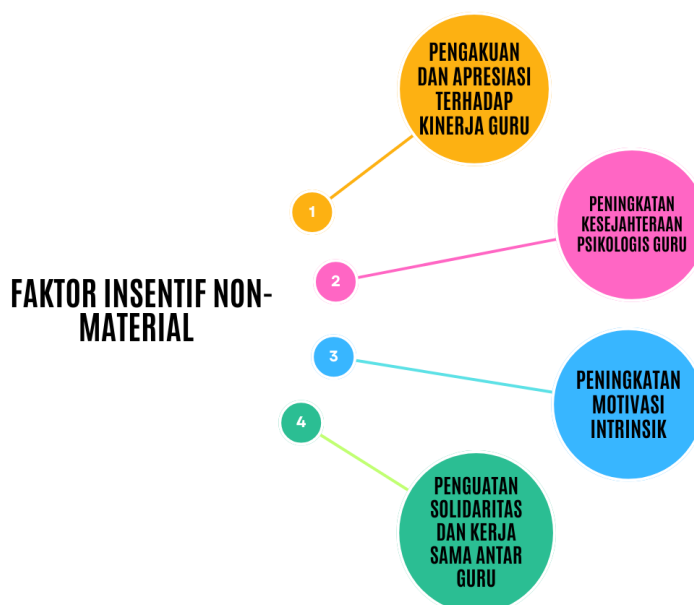 FAKTOR INSENTIF NON-
MATERIAL
1
PENGAKUAN
DAN APRESIASI
TERHADAP
KINERJA GURU
2
PENINGKATAN
KESEJAHTERAAN
PSIKOLOGIS GURU
3
PENINGKATAN
MOTIVASI
INTRINSIK
4
PENGUATAN
SOLIDARITAS
DAN KERJA
SAMA ANTAR
GURU